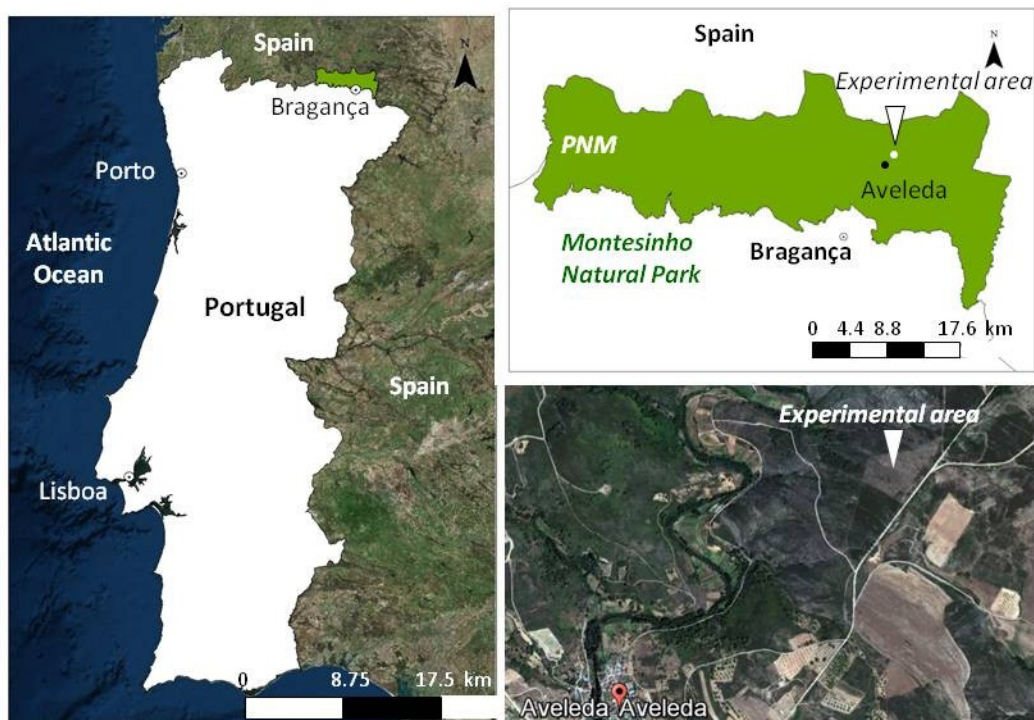 Spain
N
Bragança
Porto
Atlantic
Ocean
Portugal
Spain
Lisboa
0 8.75 17.5 km
Spain
N
Experimental area
PNM
Aveleda
Montesinho
Natural Park
Bragança
0 4.4 8.8 17.6 km
Experimental area
Aveleda Aveleda